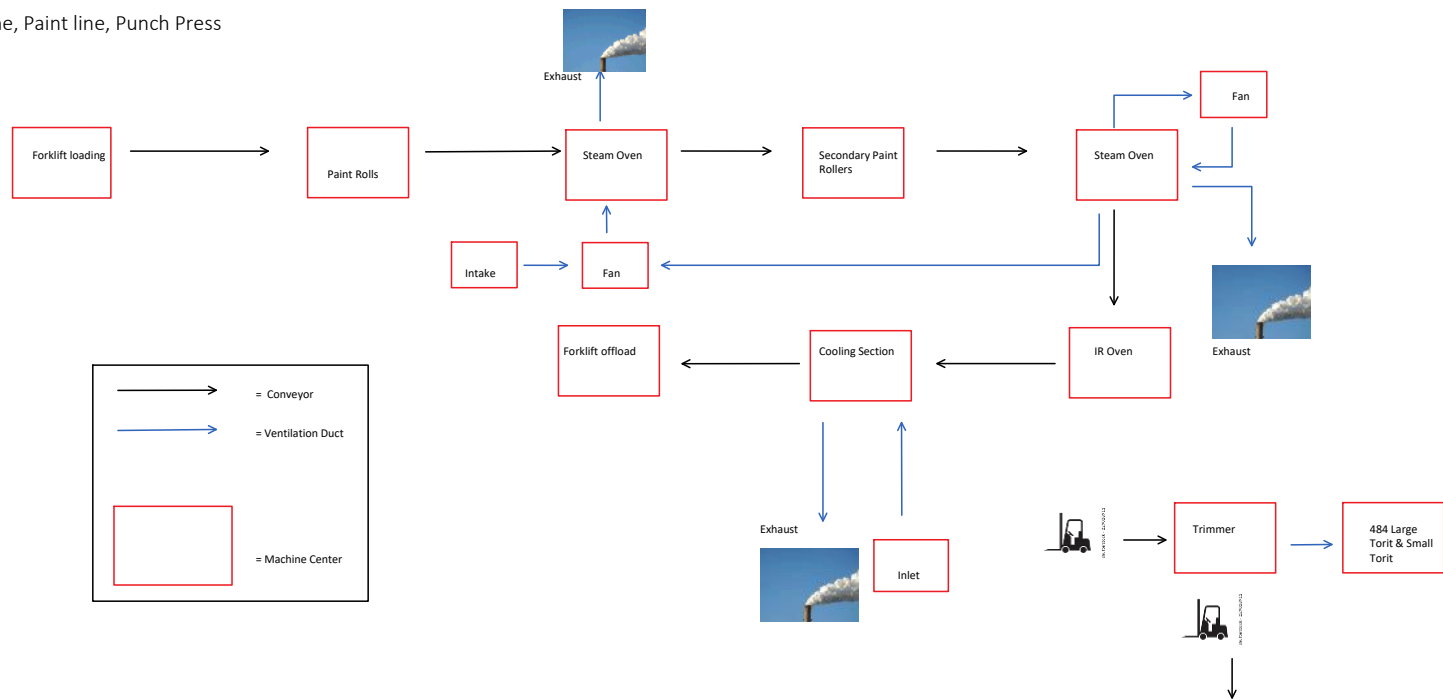 ne, Paint line, Punch Press
Exhaust
Fan
Forklift loading
Paint Rolls
Steam Oven
Secondary Paint
Rollers
Steam Oven
Intake
Fan
Forklift offload
Cooling Section
IR Oven
Exhaust
= Conveyor
= Ventilation Duct
= Machine Center
Exhaust
Inlet
Trimmer
484 Large
Torit & Small
Torit